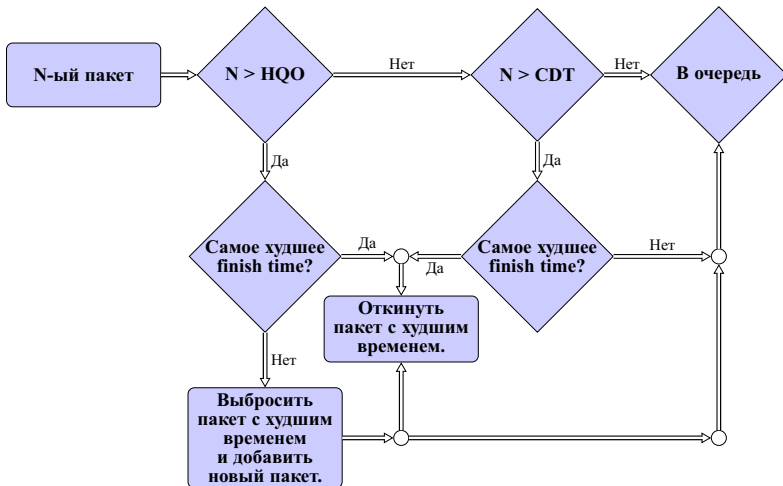 N-ый пакет
N > HQO
Нет
N > CDT
Нет
В очередь
Да
Да
Самое худшее
finish time?
Да
Да
Самое худшее
finish time?
Нет
Откинуть
пакет с худшим
временем.
Нет
Выбросить
пакет с худшим
временем
и добавить
новый пакет.